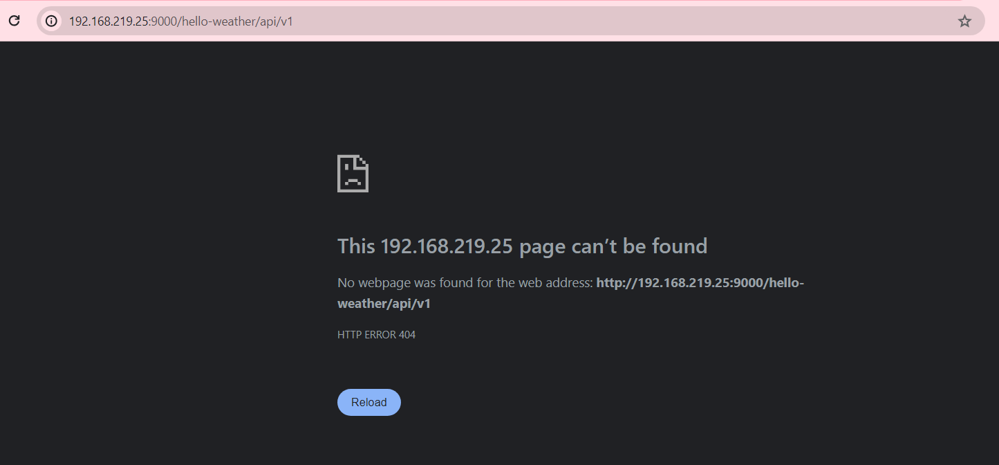 192.168.219.25:9000/hello-weather/api/v1
This 192.168.219.25 page can’t be found
No webpage was found for the web address: http://192.168.219.25:9000/hello-
weather/api/v1
HTTP ERROR 404
Reload